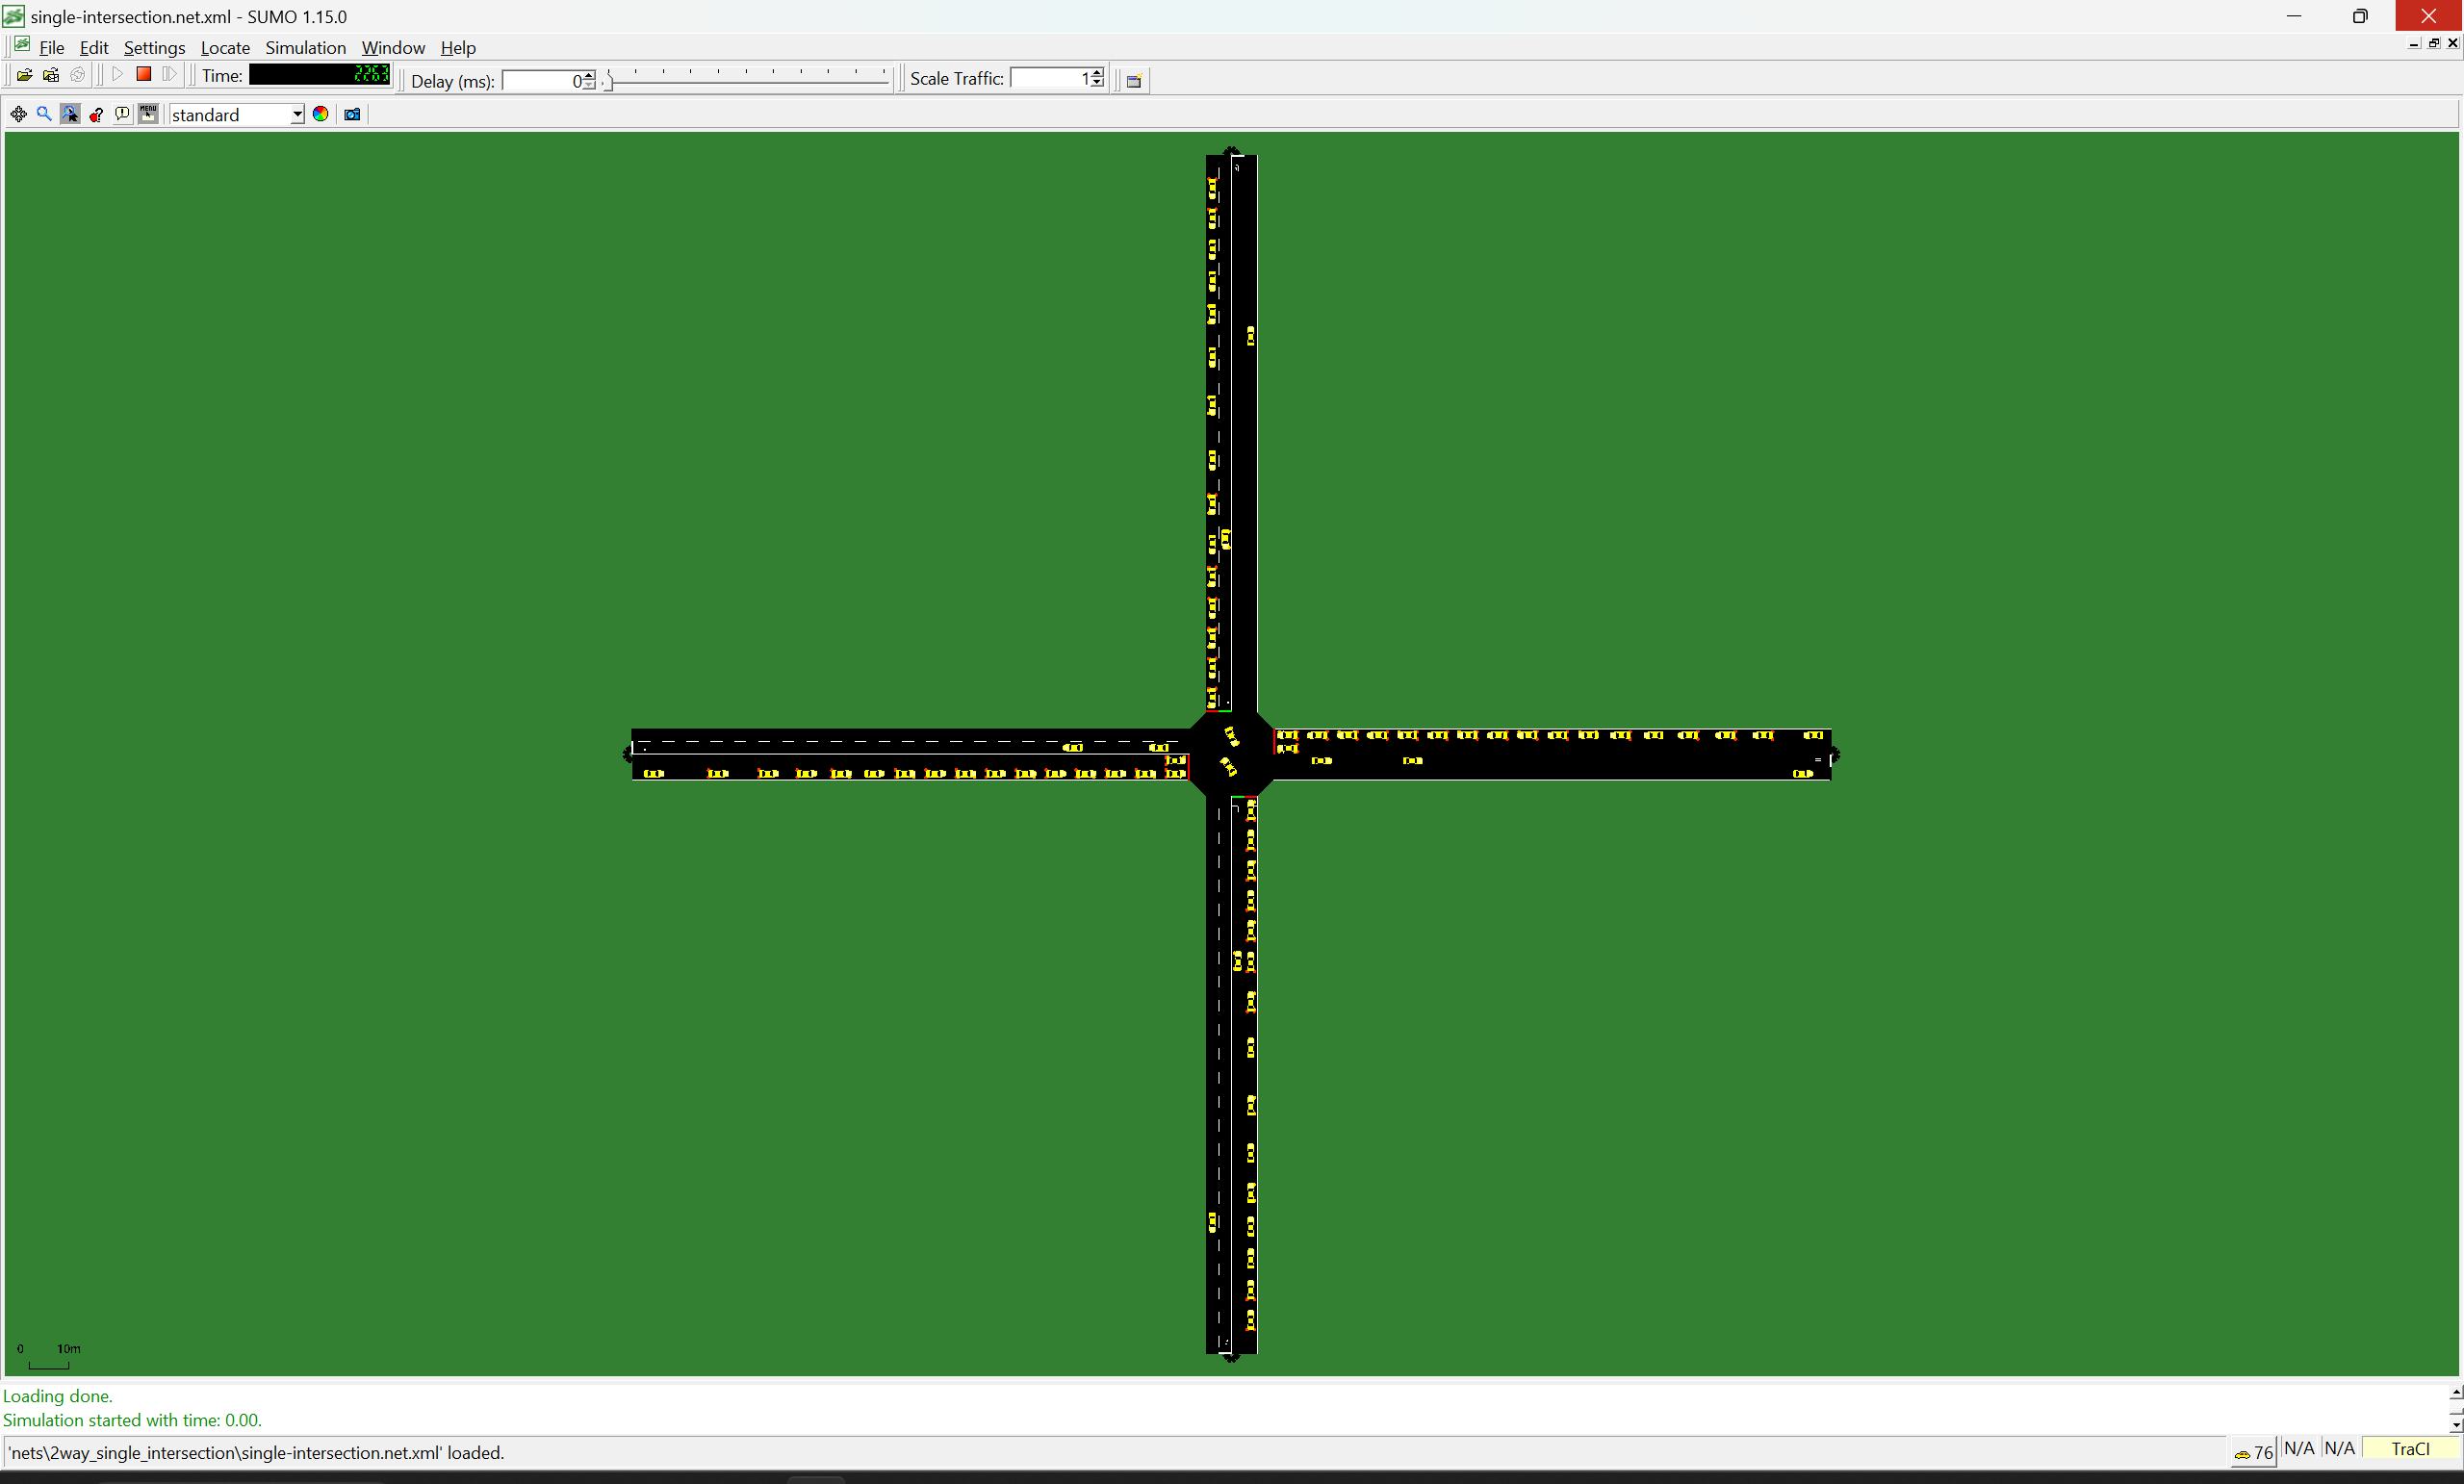 single-intersection.net.xml - SUMO 1.15.0
File Edit Settings Locate Simulation Window Help
Time: 2263 Delay (ms): 0 Scale Traffic: 1
MENU standard
0 10m
Loading done.
Simulation started with time: 0.00.
'nets\2way_single_intersection\single-intersection.net.xml' loaded. 76 N/A N/A TraCI